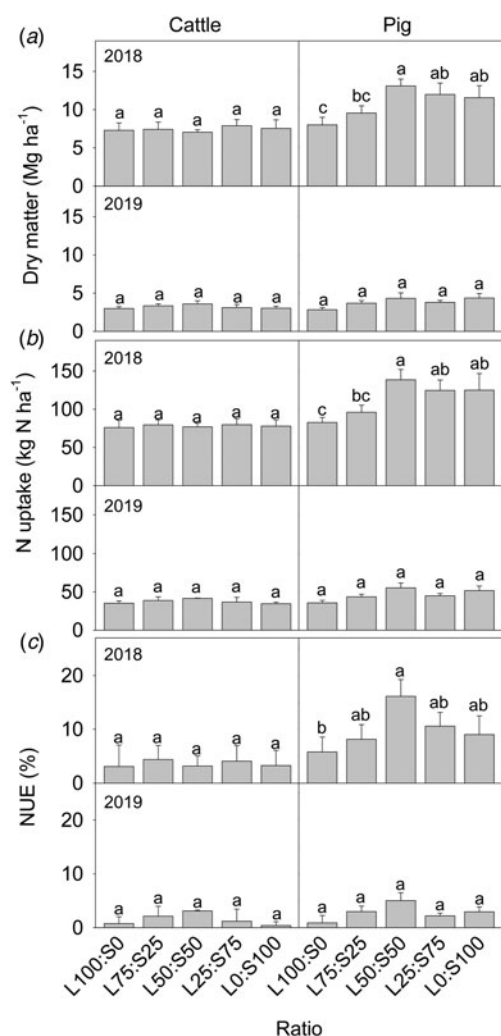 Cattle Pig
(a)
2018
a a a a a
c bc a ab ab
15
10
5
0
Dry matter (Mg ha⁻¹)
2019
a a a a a
a a a a a
15
10
5
0
(b)
2018
a a a a a
c bc a ab ab
150
100
50
0
N uptake (kg N ha⁻¹)
2019
a a a a a
a a a a a
150
100
50
0
(c)
2018
a a a a a
b ab a ab ab
20
10
0
NUE (%)
2019
a a a a a
a a a a a
20
10
0
L100:S0 L75:S25 L50:S50 L25:S75 L0:S100 L100:S0 L75:S25 L50:S50 L25:S75 L0:S100
Ratio